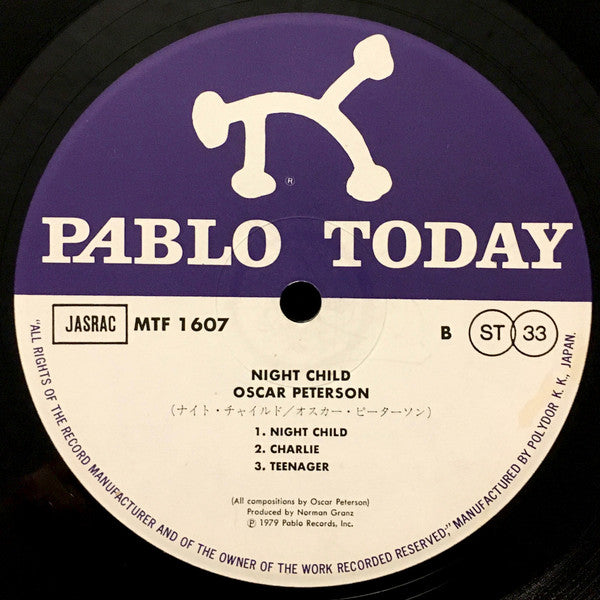 ®
PABLO TODAY
JASRAC MTF 1607 B ST 33
NIGHT CHILD
OSCAR PETERSON
(ナイト・チャイルド/オスカー・ピーターソン)
1. NIGHT CHILD
2. CHARLIE
3. TEENAGER
(All compositions by Oscar Peterson)
Produced by Norman Granz
℗ 1979 Pablo Records, Inc.
"ALL RIGHTS OF THE RECORD MANUFACTURER AND OF THE OWNER OF THE WORK RECORDED RESERVED," MANUFACTURED BY POLYDOR K. K., JAPAN.